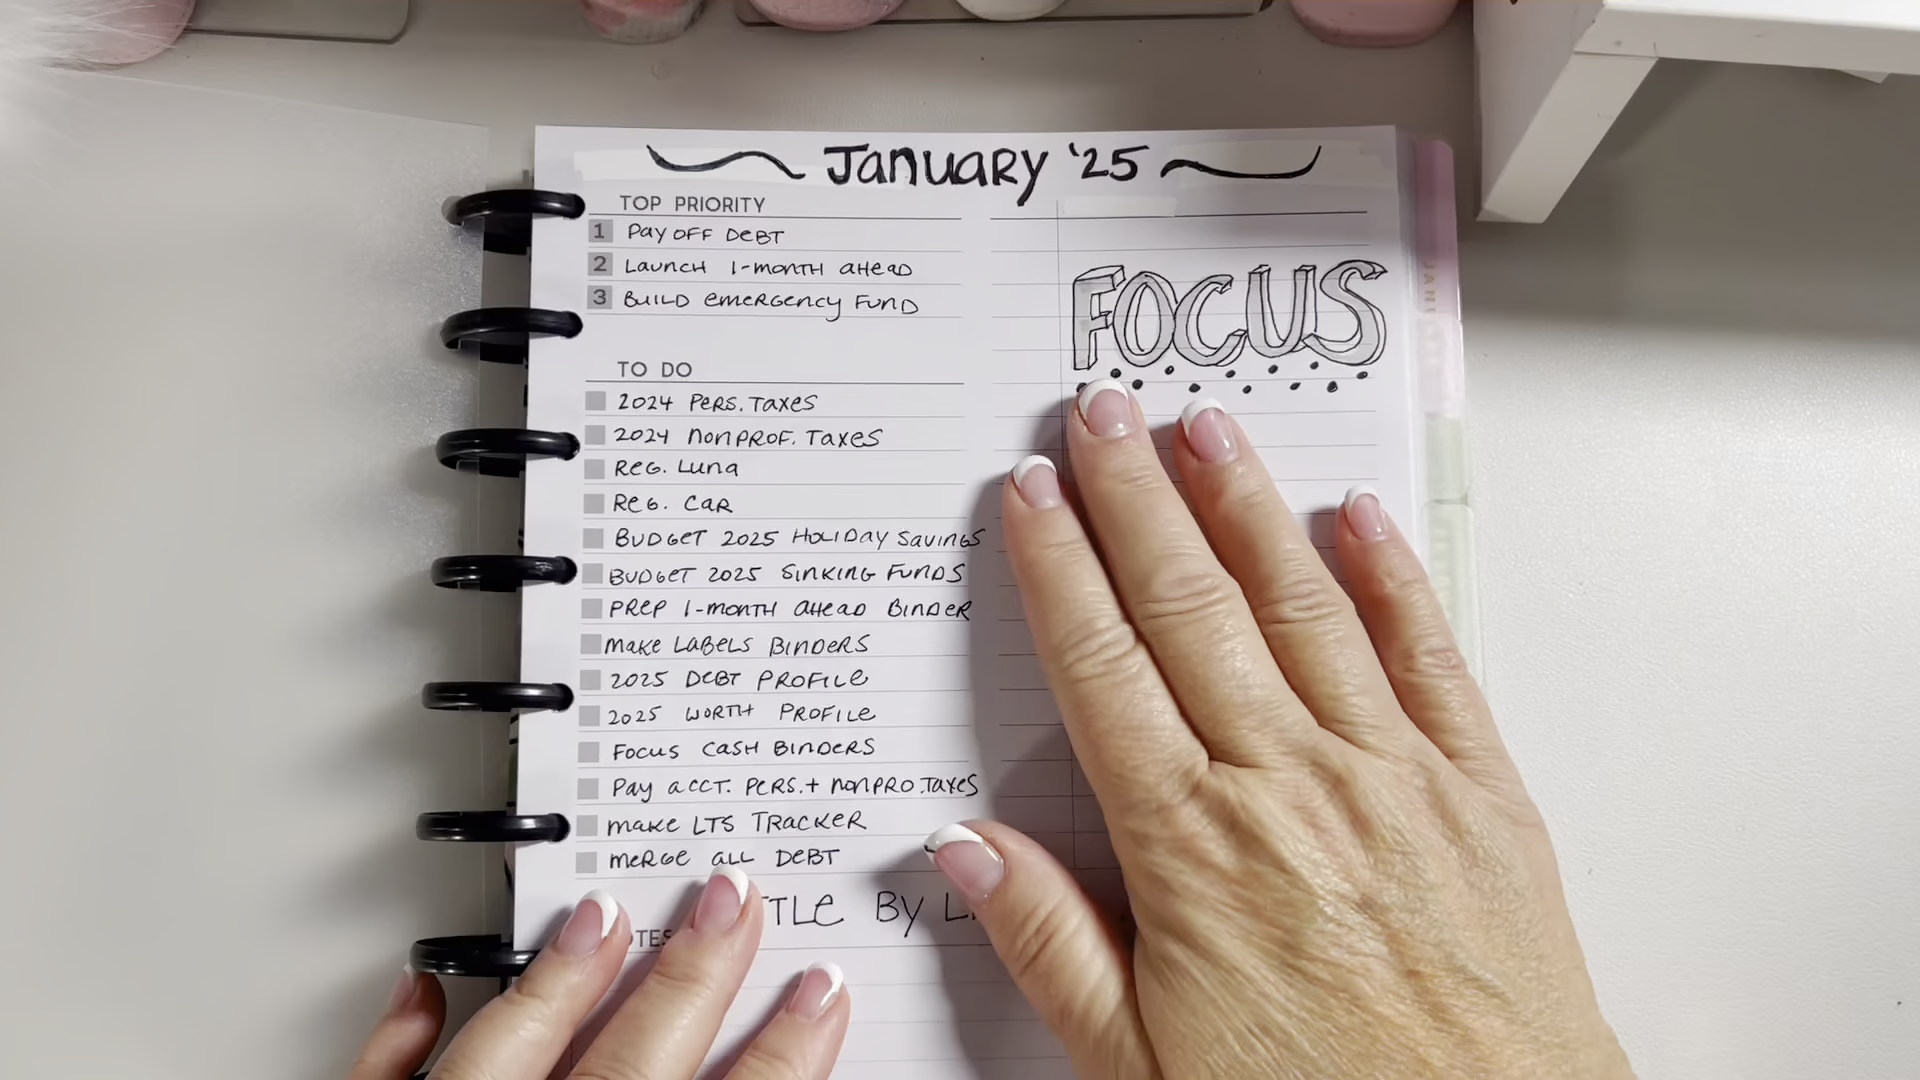 January '25
TOP PRIORITY
1 Pay off debt
2 Launch 1-month ahead
3 Build emergency fund
FOCUS
TO DO
2024 Pers. Taxes
2024 nonprof. Taxes
Reg. Luna
Reg. Car
Budget 2025 Holiday Savings
Budget 2025 Sinking Funds
Prep 1-month ahead Binder
make Labels Binders
2025 Debt Profile
2025 Worth Profile
Focus Cash Binders
Pay acct. Pers. + nonpro. Taxes
make LTS Tracker
merge all Debt
By